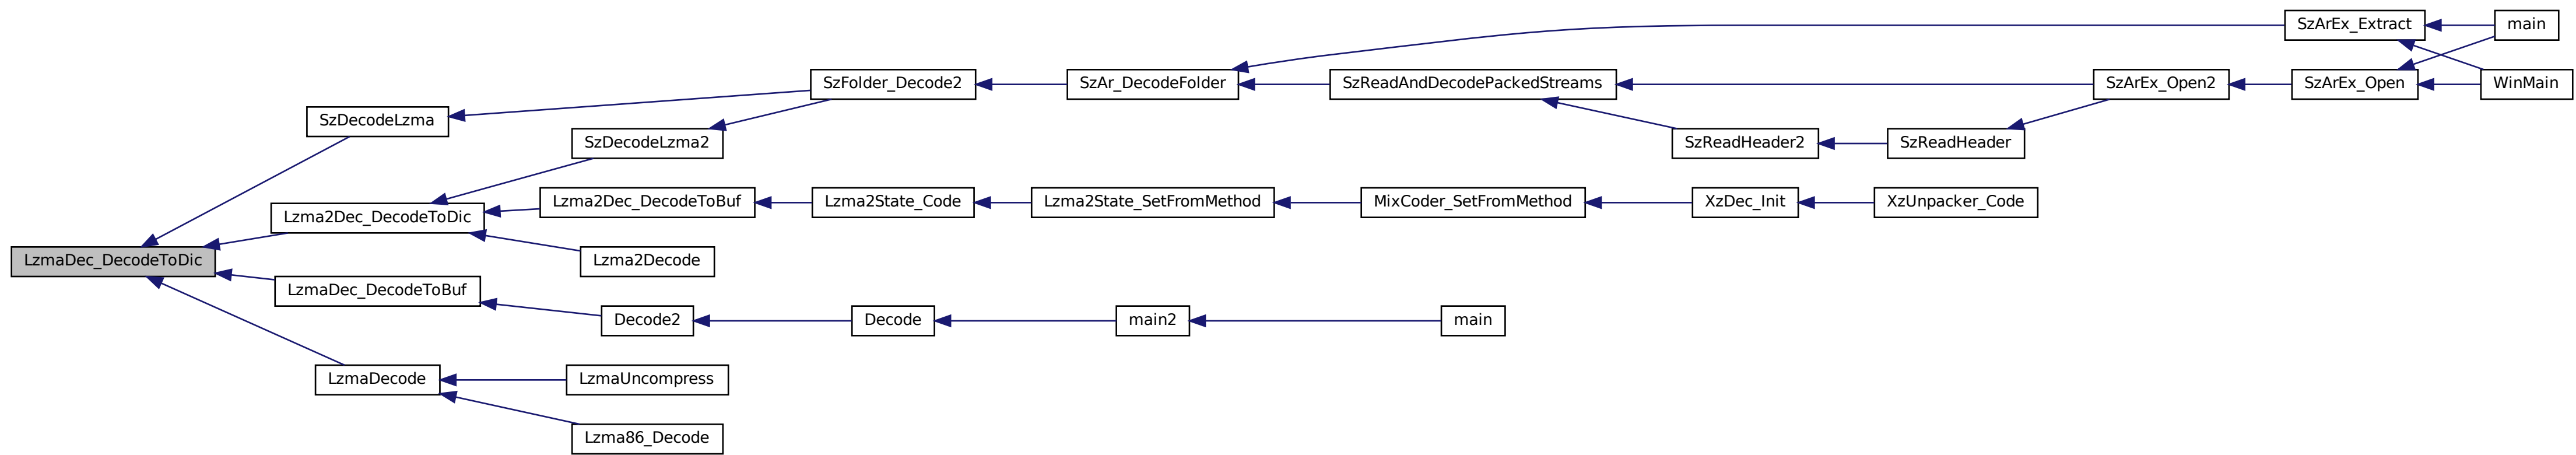 SzArEx_Extract
main
SzFolder_Decode2
SzAr_DecodeFolder
SzReadAndDecodePackedStreams
SzArEx_Open2
SzArEx_Open
WinMain
SzDecodeLzma
SzDecodeLzma2
SzReadHeader2
SzReadHeader
Lzma2Dec_DecodeToDic
Lzma2Dec_DecodeToBuf
Lzma2State_Code
Lzma2State_SetFromMethod
MixCoder_SetFromMethod
XzDec_Init
XzUnpacker_Code
LzmaDec_DecodeToDic
Lzma2Decode
LzmaDec_DecodeToBuf
Decode2
Decode
main2
main
LzmaDecode
LzmaUncompress
Lzma86_Decode